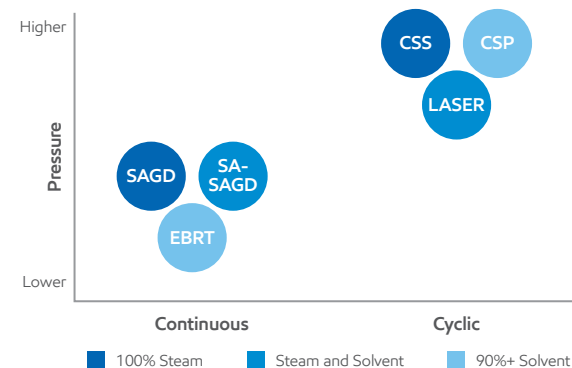 Higher
CSS
CSP
LASER
Pressure
SAGD
SA-
SAGD
EBRT
Lower
Continuous
Cyclic
100% Steam
Steam and Solvent
90%+ Solvent